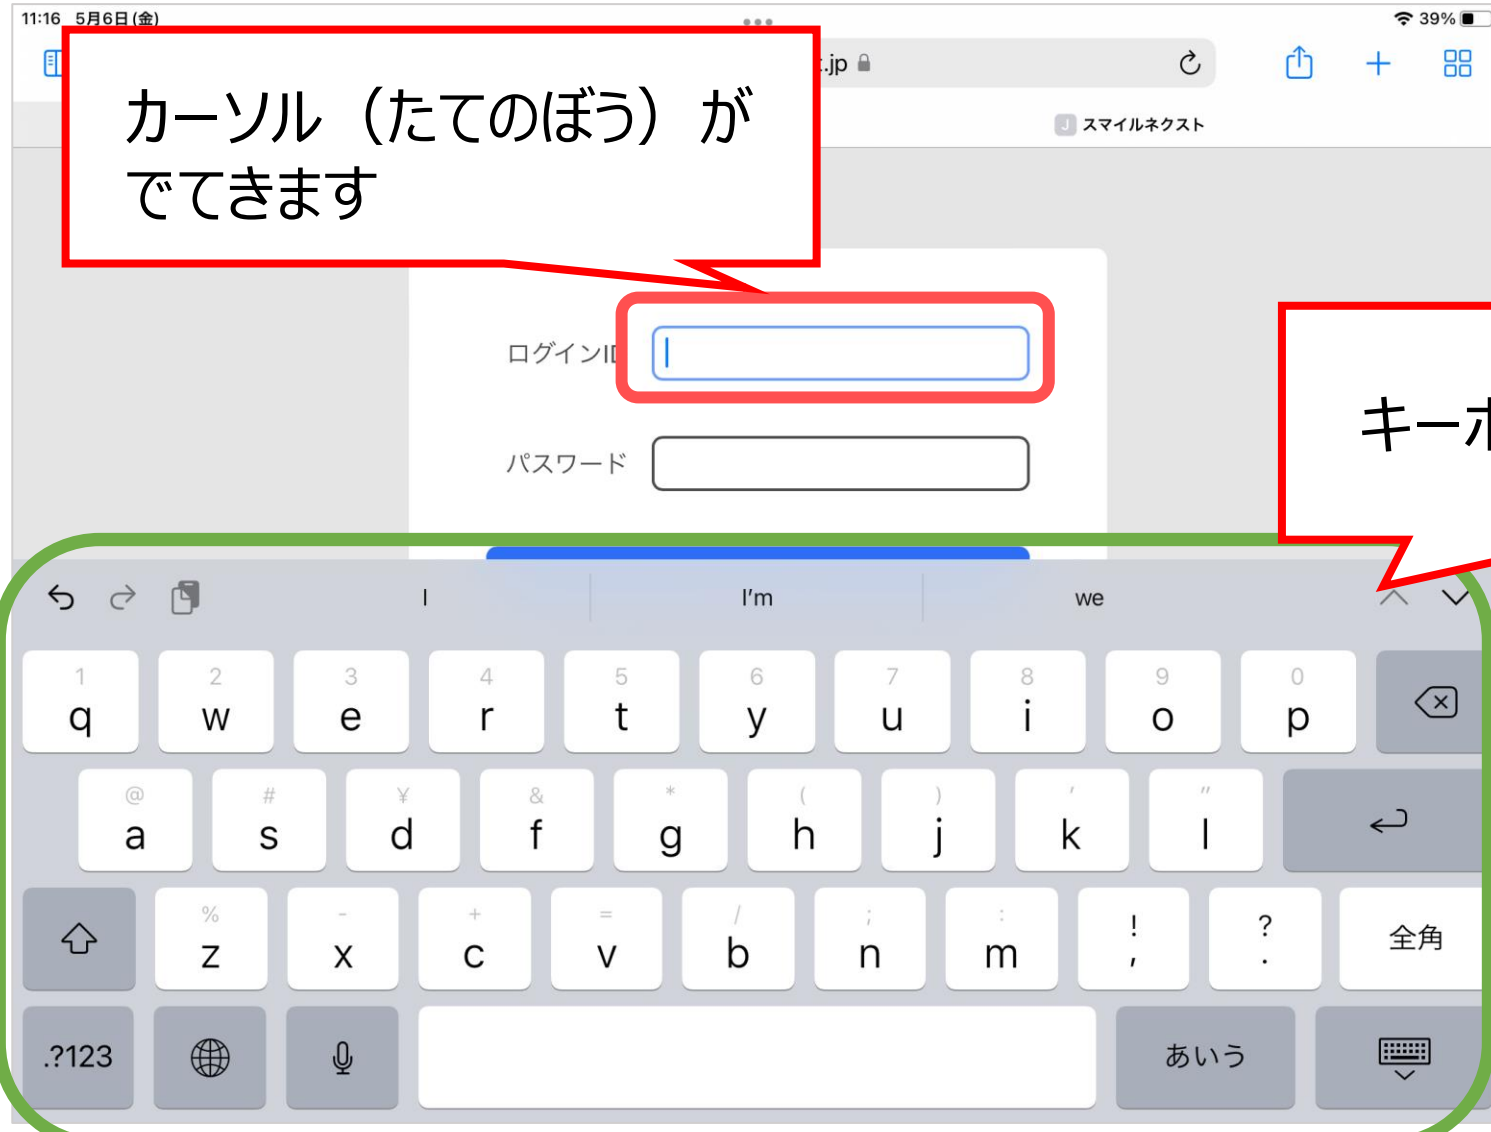 11:16 5月6日(金)
39%
.jp
スマイルネクスト
カーソル（たてのぼう）が
でてきます
ログインID
パスワード
I I'm we
1 2 3 4 5 6 7 8 9 0
q w e r t y u i o p
@ # ¥ & * ( ) ' "
a s d f g h j k l
% - + = / ; : ! ?
z x c v b n m , . 全角
.?123 あいう